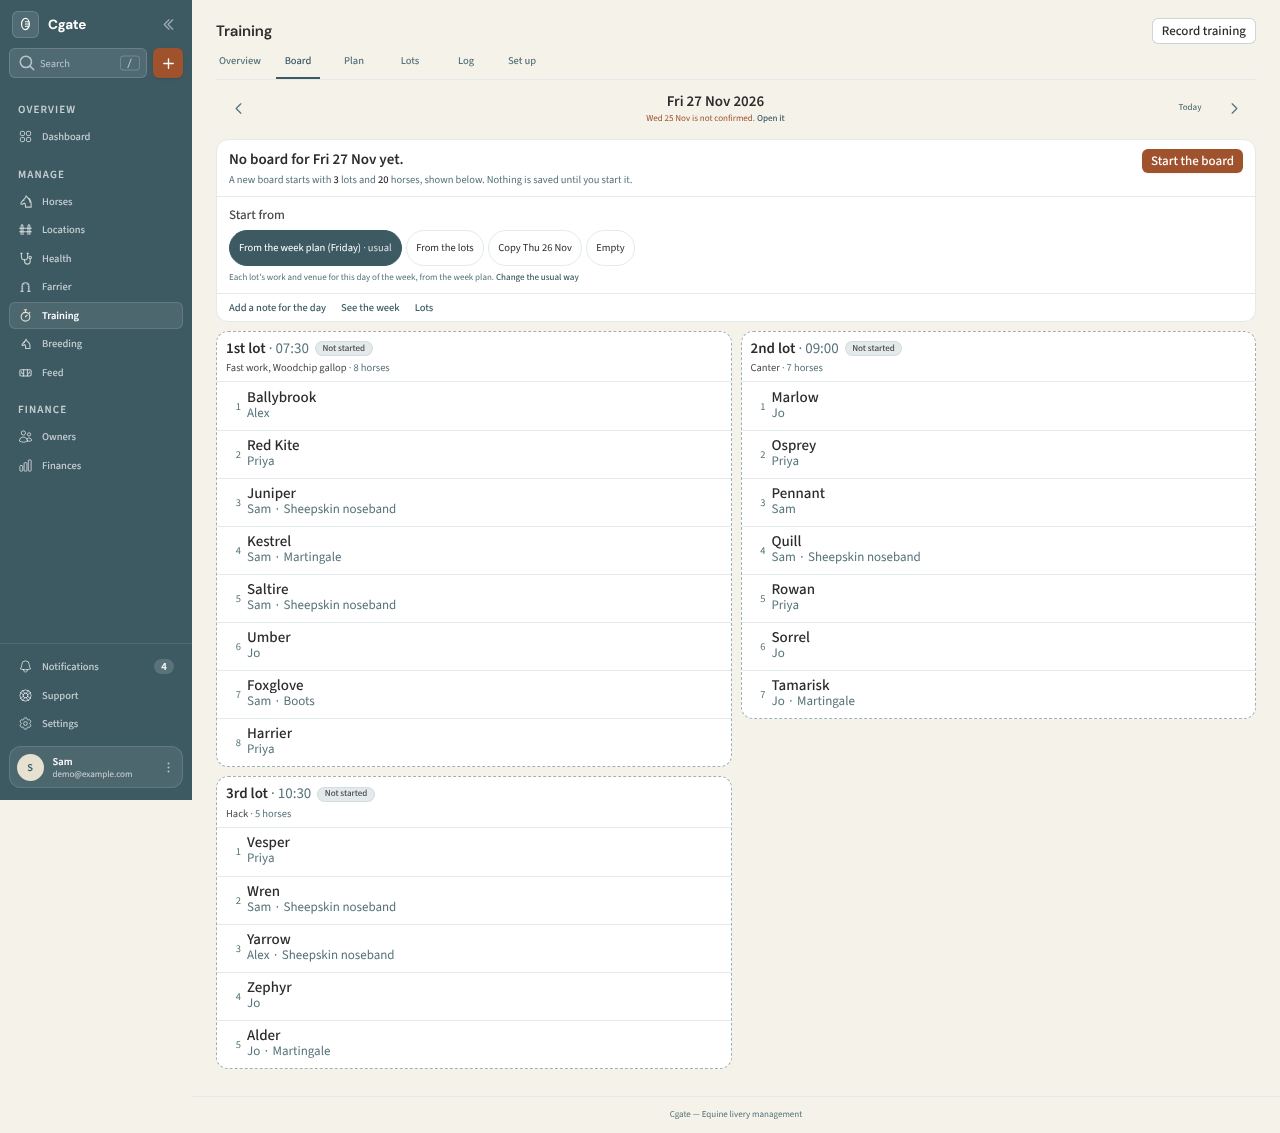 Cgate
Search /
OVERVIEW
Dashboard
MANAGE
Horses
Locations
Health
Farrier
Training
Breeding
Feed
FINANCE
Owners
Finances
Notifications 4
Support
Settings
S
Sam
demo@example.com
Training
Record training
Overview Board Plan Lots Log Set up
Fri 27 Nov 2026
Wed 25 Nov is not confirmed. Open it
Today
No board for Fri 27 Nov yet.
A new board starts with 3 lots and 20 horses, shown below. Nothing is saved until you start it.
Start the board
Start from
From the week plan (Friday) · usual
From the lots
Copy Thu 26 Nov
Empty
Each lot's work and venue for this day of the week, from the week plan. Change the usual way
Add a note for the day See the week Lots
1st lot · 07:30 Not started
Fast work, Woodchip gallop · 8 horses
1 Ballybrook
Alex
2 Red Kite
Priya
3 Juniper
Sam · Sheepskin noseband
4 Kestrel
Sam · Martingale
5 Saltire
Sam · Sheepskin noseband
6 Umber
Jo
7 Foxglove
Sam · Boots
8 Harrier
Priya
2nd lot · 09:00 Not started
Canter · 7 horses
1 Marlow
Jo
2 Osprey
Priya
3 Pennant
Sam
4 Quill
Sam · Sheepskin noseband
5 Rowan
Priya
6 Sorrel
Jo
7 Tamarisk
Jo · Martingale
3rd lot · 10:30 Not started
Hack · 5 horses
1 Vesper
Priya
2 Wren
Sam · Sheepskin noseband
3 Yarrow
Alex · Sheepskin noseband
4 Zephyr
Jo
5 Alder
Jo · Martingale
Cgate — Equine livery management